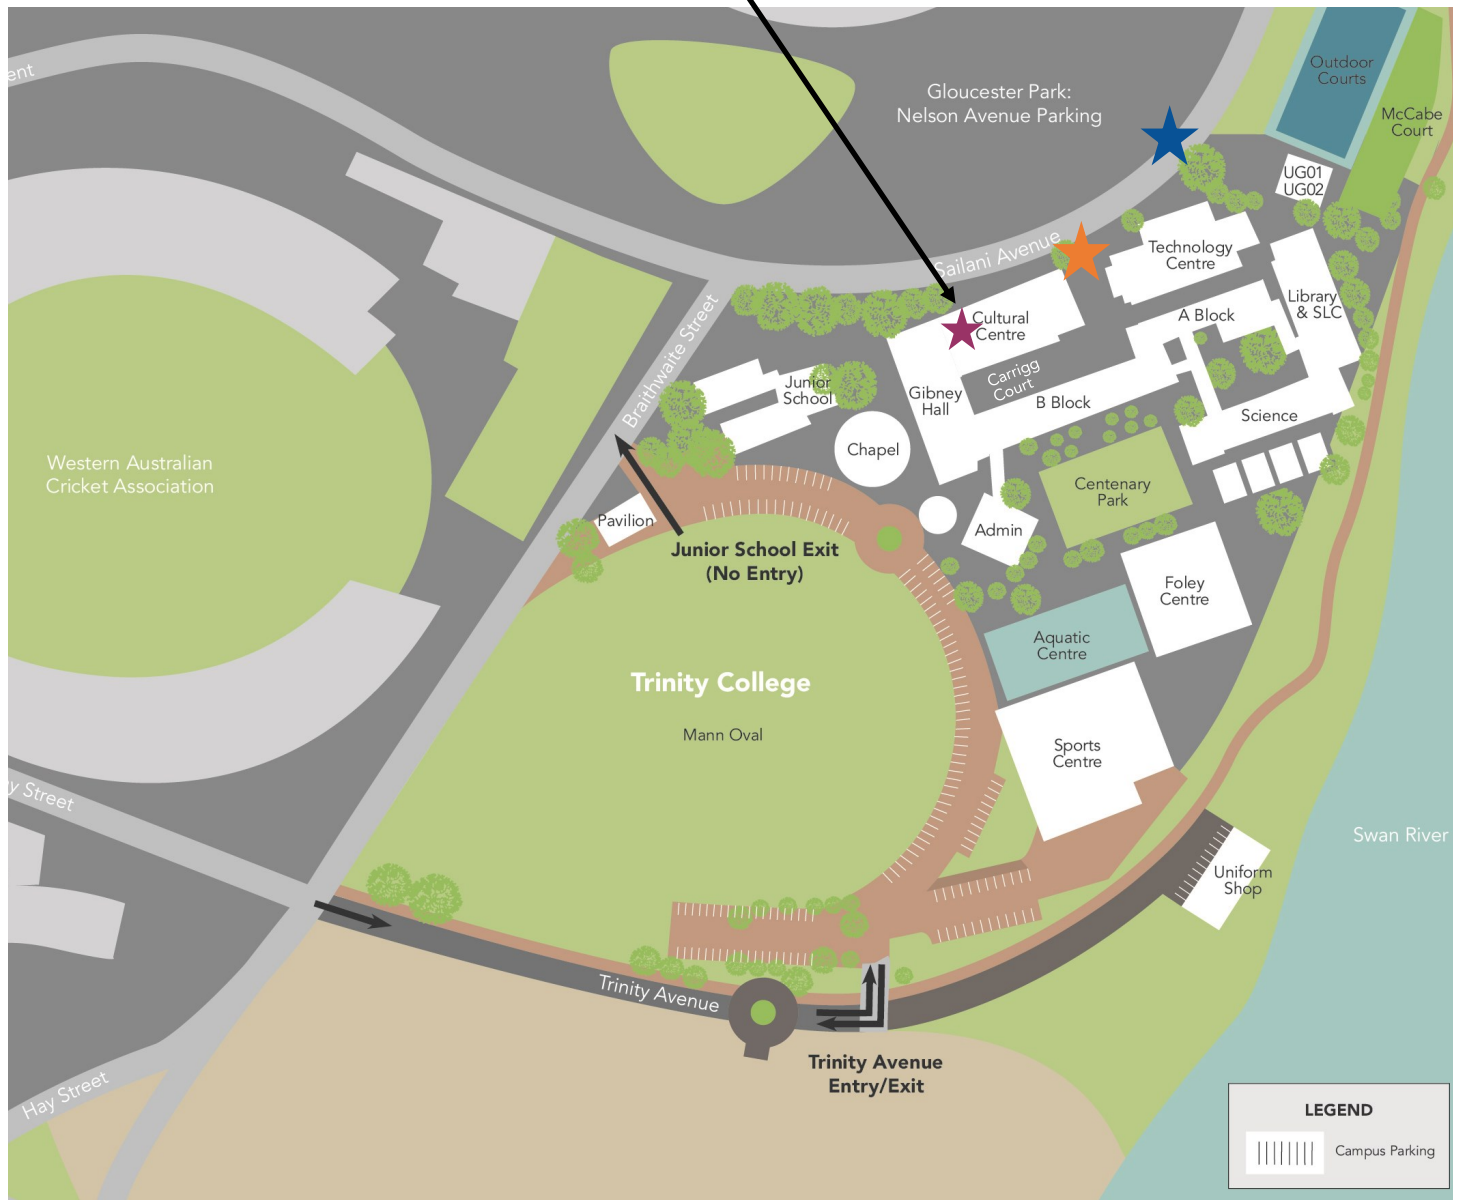 ent
Outdoor
Courts
Gloucester Park:
Nelson Avenue Parking
McCabe
Court
UG01
UG02
Sailani Avenue
Technology
Centre
Library
& SLC
A Block
Cultural
Centre
Braithwaite Street
Carrigg
Court
Junior
School
Gibney
Hall
B Block
Science
Chapel
Western Australian
Cricket Association
Centenary
Park
Pavilion
Admin
Junior School Exit
(No Entry)
Foley
Centre
Aquatic
Centre
Trinity College
Mann Oval
Sports
Centre
y Street
Swan River
Uniform
Shop
Trinity Avenue
Trinity Avenue
Entry/Exit
Hay Street
LEGEND
Campus Parking